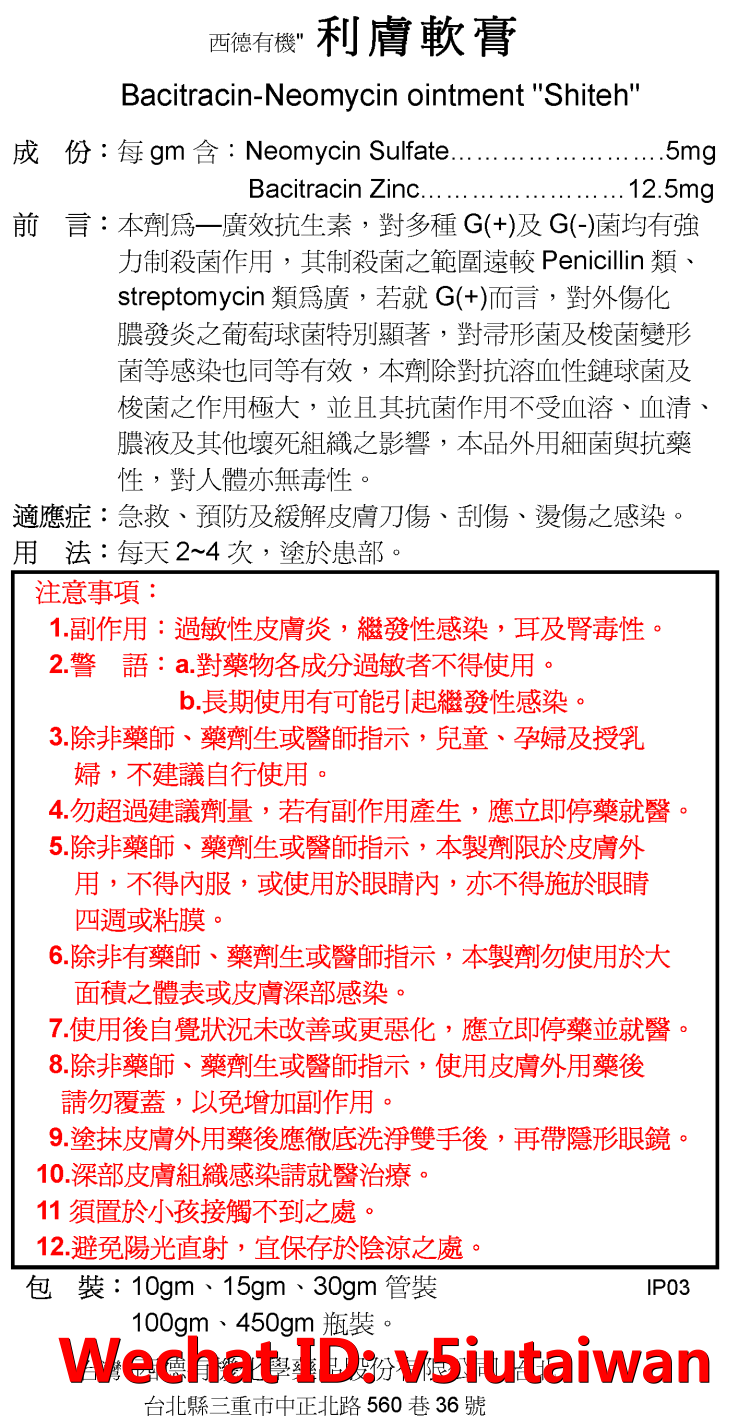 西德有機" 利膚軟膏
Bacitracin-Neomycin ointment "Shiteh"
成　份：每 gm 含：Neomycin Sulfate…………………….5mg
Bacitracin Zinc……………………12.5mg
前　言：本劑爲—廣效抗生素，對多種 G(+)及 G(-)菌均有強
力制殺菌作用，其制殺菌之範圍遠較 Penicillin 類、
streptomycin 類爲廣，若就 G(+)而言，對外傷化
膿發炎之葡萄球菌特別顯著，對帚形菌及梭菌變形
菌等感染也同等有效，本劑除對抗溶血性鏈球菌及
梭菌之作用極大，並且其抗菌作用不受血溶、血清、
膿液及其他壞死組織之影響，本品外用細菌與抗藥
性，對人體亦無毒性。
適應症：急救、預防及緩解皮膚刀傷、刮傷、燙傷之感染。
用　法：每天 2~4 次，塗於患部。
注意事項：
1.副作用：過敏性皮膚炎，繼發性感染，耳及腎毒性。
2.警　語：a.對藥物各成分過敏者不得使用。
b.長期使用有可能引起繼發性感染。
3.除非藥師、藥劑生或醫師指示，兒童、孕婦及授乳
婦，不建議自行使用。
4.勿超過建議劑量，若有副作用產生，應立即停藥就醫。
5.除非藥師、藥劑生或醫師指示，本製劑限於皮膚外
用，不得內服，或使用於眼睛內，亦不得施於眼睛
四週或粘膜。
6.除非有藥師、藥劑生或醫師指示，本製劑勿使用於大
面積之體表或皮膚深部感染。
7.使用後自覺狀況未改善或更惡化，應立即停藥並就醫。
8.除非藥師、藥劑生或醫師指示，使用皮膚外用藥後
請勿覆蓋，以免增加副作用。
9.塗抹皮膚外用藥後應徹底洗淨雙手後，再帶隱形眼鏡。
10.深部皮膚組織感染請就醫治療。
11 須置於小孩接觸不到之處。
12.避免陽光直射，宜保存於陰涼之處。
包　裝：10gm、15gm、30gm 管裝 IP03
100gm、450gm 瓶裝。
Wechat ID: v5iutaiwan
台灣 西德有機化學藥品股份有限公司
台北縣三重市中正北路 560 巷 36 號